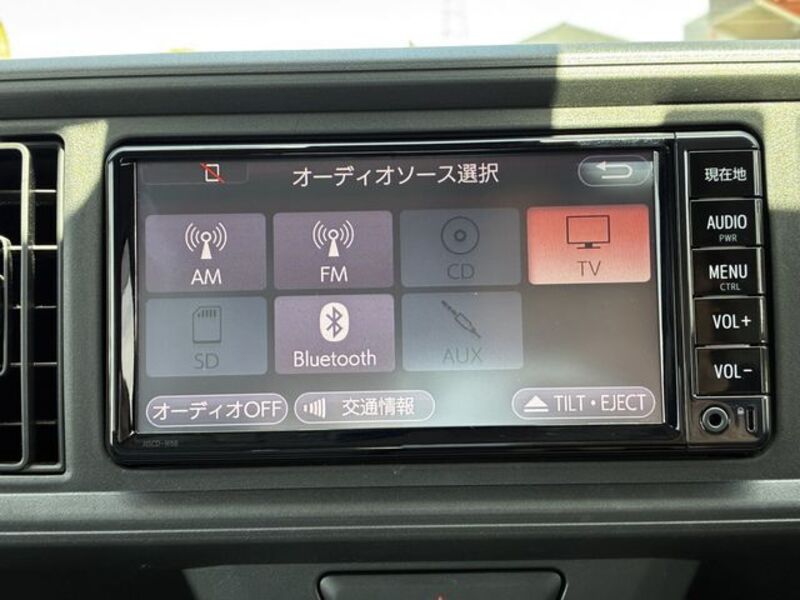 オーディオソース選択
AM
FM
CD
TV
SD
Bluetooth
AUX
オーディオOFF
交通情報
TILT・EJECT
現在地
AUDIO
PWR
MENU
CTRL
VOL+
VOL-